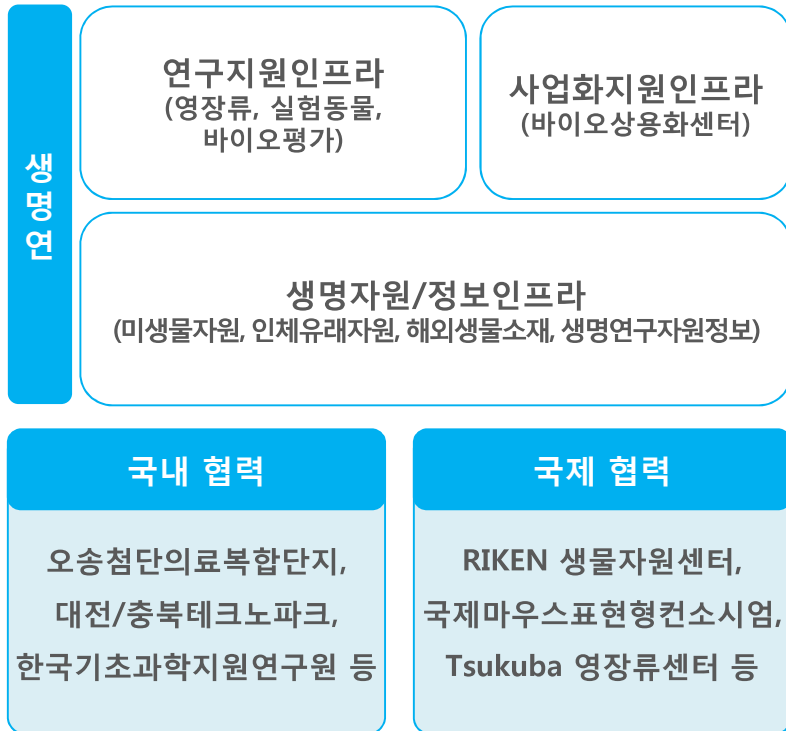 생명연
연구지원인프라
(영장류, 실험동물,
바이오평가)
사업화지원인프라
(바이오상용화센터)
생명자원/정보인프라
(미생물자원, 인체유래자원, 해외생물소재, 생명연구자원정보)
국내 협력
오송첨단의료복합단지,
대전/충북테크노파크,
한국기초과학지원연구원 등
국제 협력
RIKEN 생물자원센터,
국제마우스표현형컨소시엄,
Tsukuba 영장류센터 등